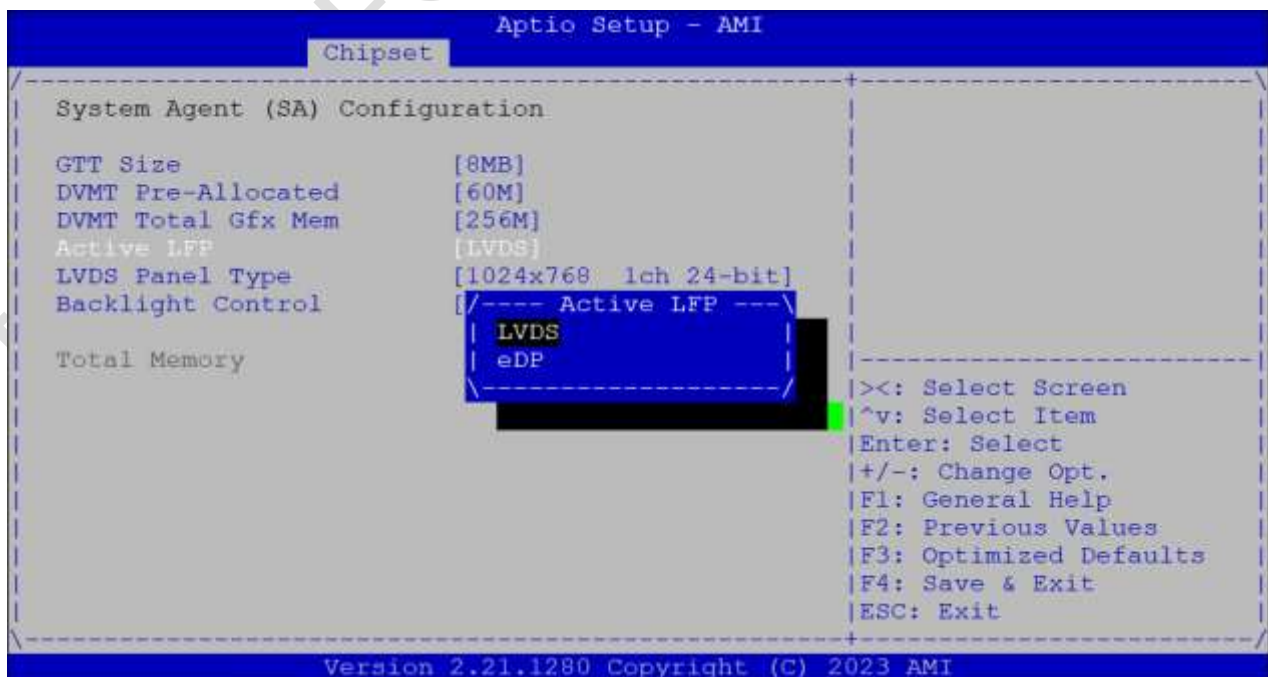 Aptio Setup - AMI
Chipset
System Agent (SA) Configuration
GTT Size [8MB]
DVMT Pre-Allocated [60M]
DVMT Total Gfx Mem [256M]
Active LFP [LVDS]
LVDS Panel Type [1024x768 1ch 24-bit]
Backlight Control [
Active LFP
LVDS
eDP
Total Memory
><: Select Screen
^v: Select Item
Enter: Select
+/-: Change Opt.
F1: General Help
F2: Previous Values
F3: Optimized Defaults
F4: Save & Exit
ESC: Exit
Version 2.21.1280 Copyright (C) 2023 AMI